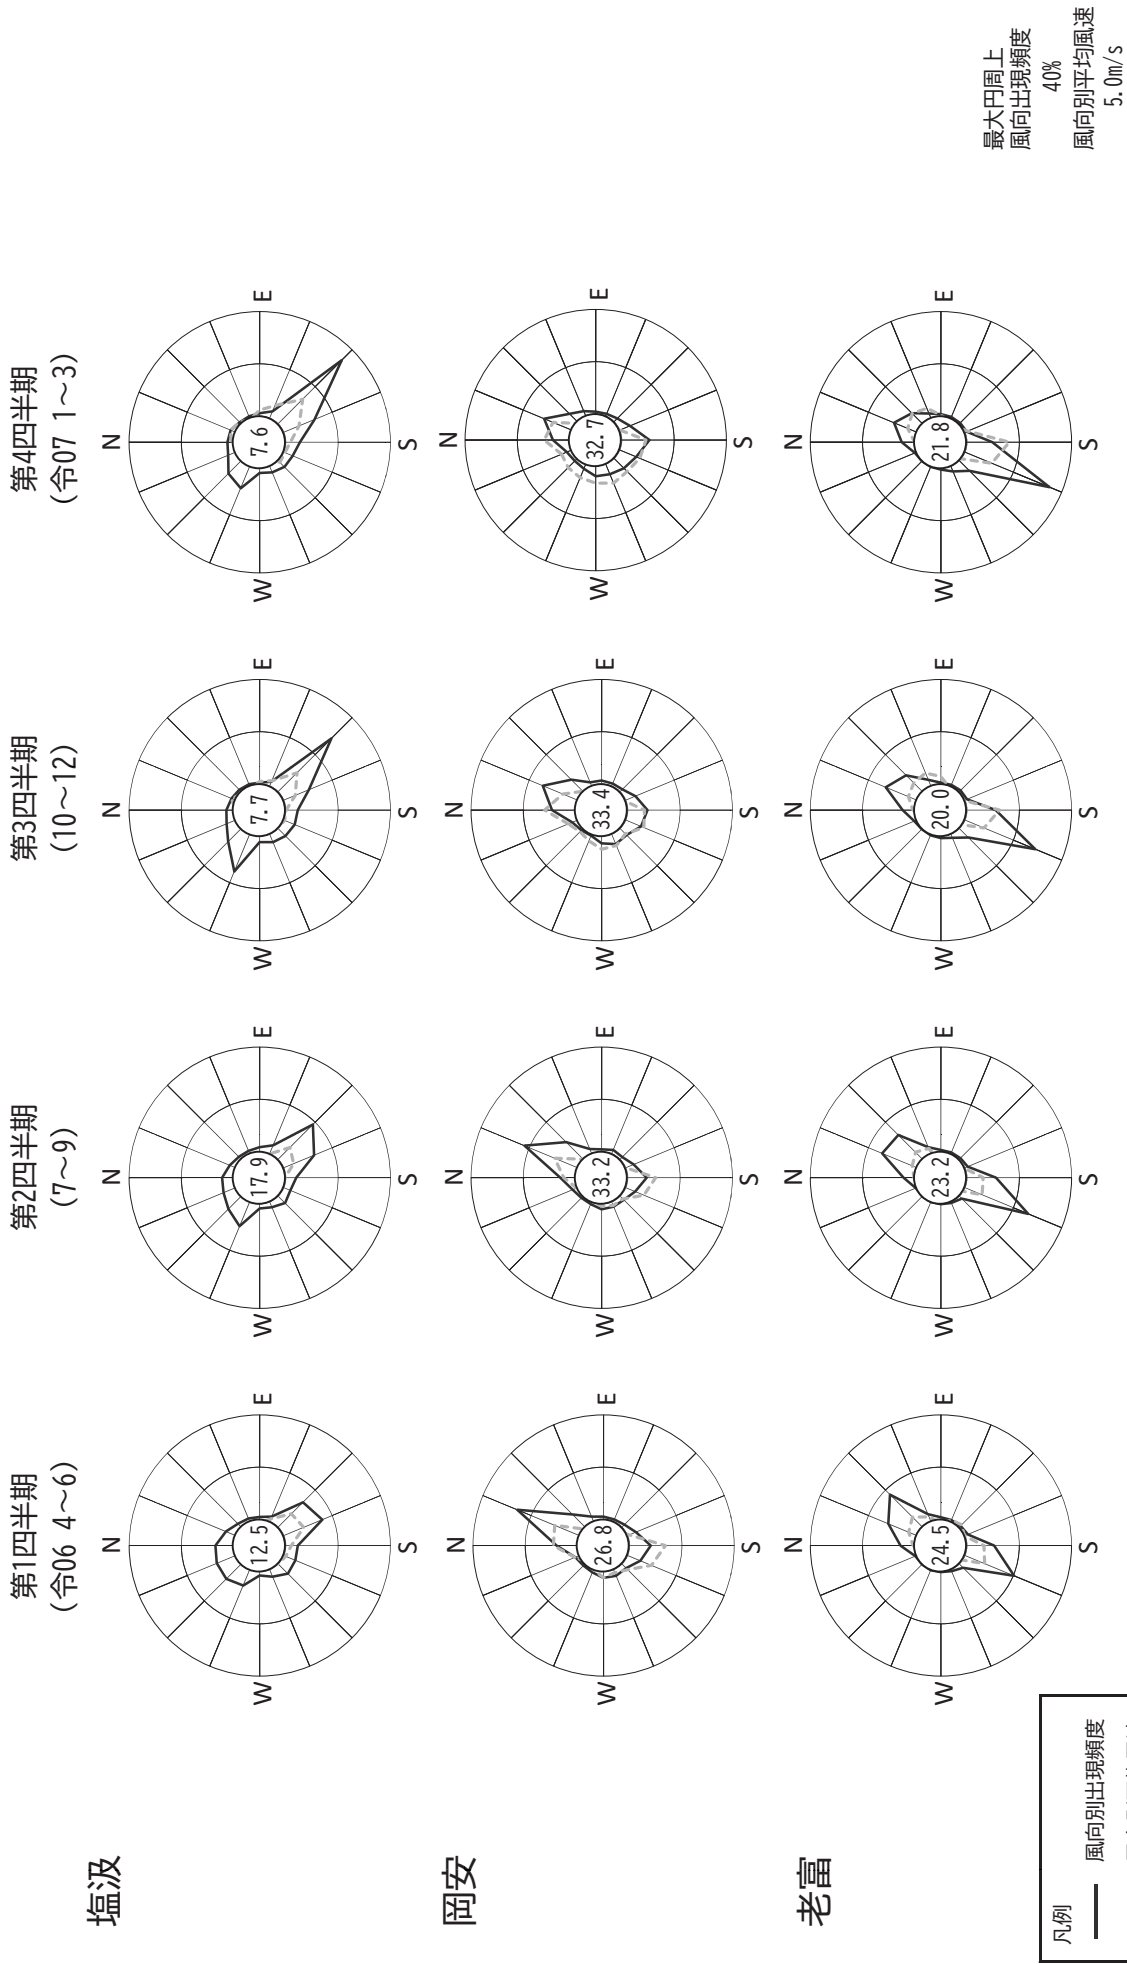 第1四半期
(令06 4～6)
第2四半期
(7～9)
第3四半期
(10～12)
第4四半期
(令07 1～3)
塩汲
N
W
12.5
E
S
N
W
17.9
E
S
N
W
7.7
E
S
N
W
7.6
E
S
岡安
N
W
26.8
E
S
N
W
33.2
E
S
N
W
33.4
E
S
N
W
32.7
E
S
老富
N
W
24.5
E
S
N
W
23.2
E
S
N
W
20.0
E
S
N
W
21.8
E
S
凡例
風向別出現頻度
最大円周上
風向出現頻度
40%
風向別平均風速
5.0m/s